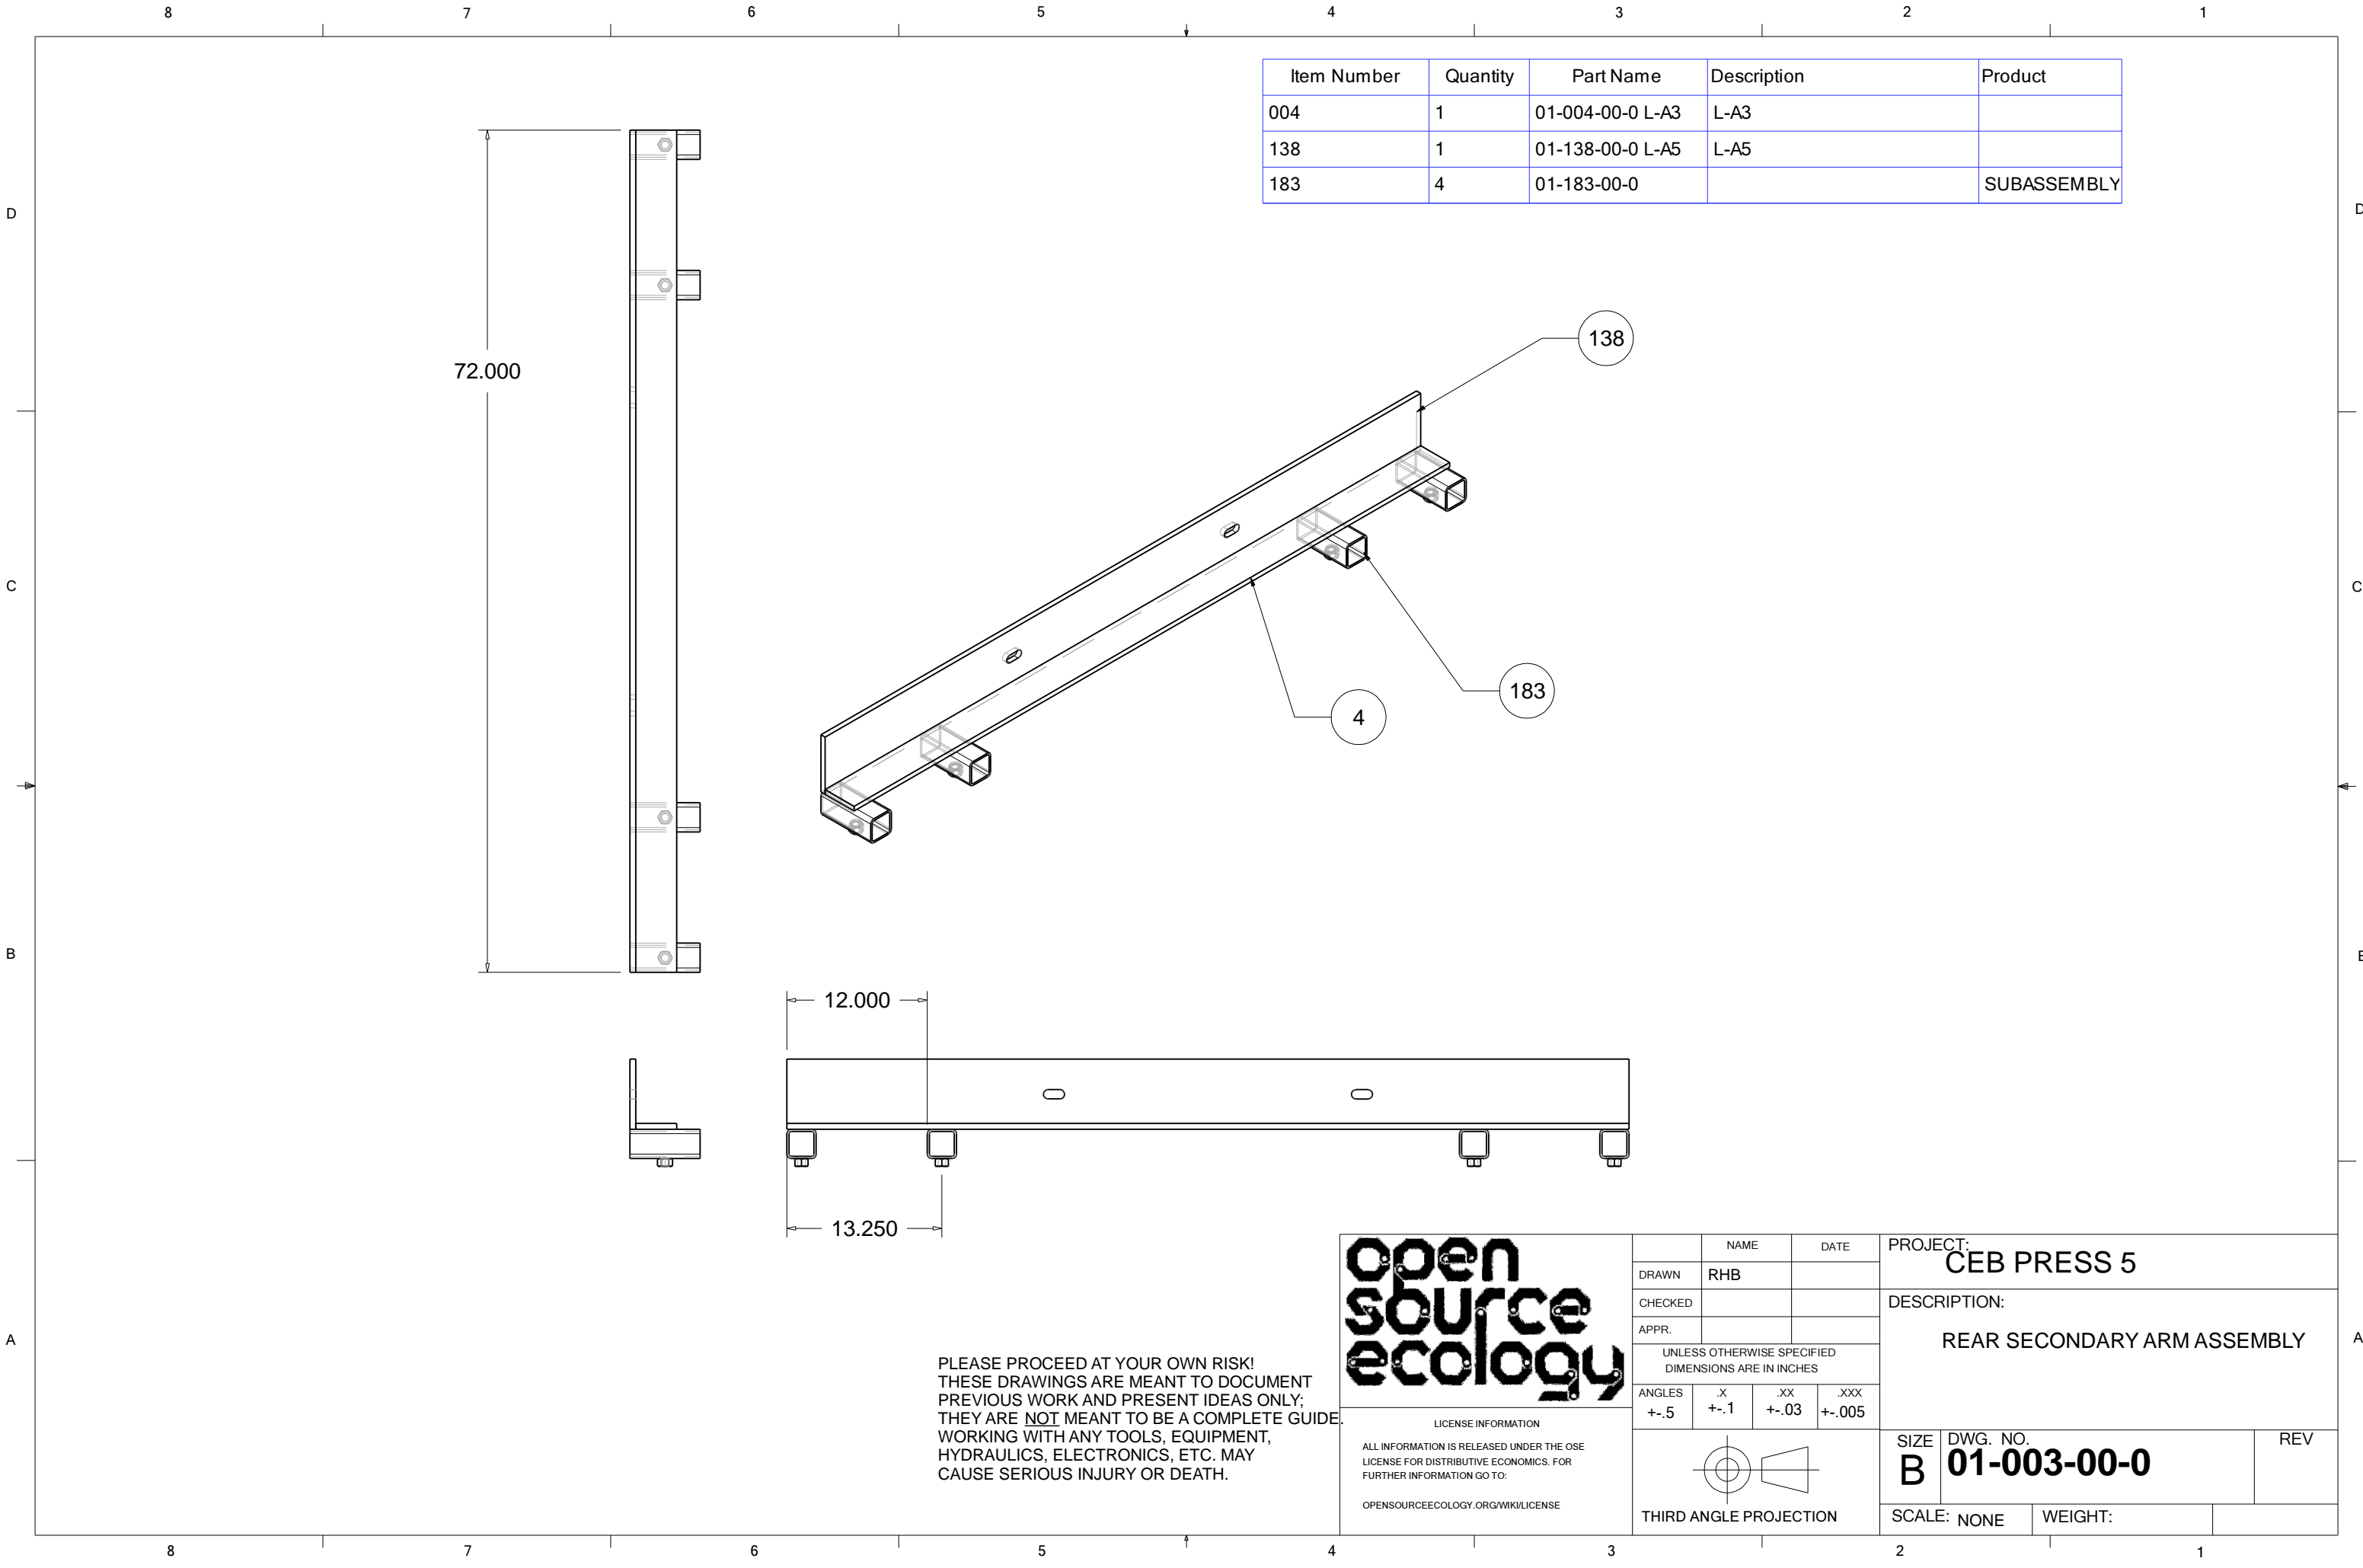 8 7 6 5 4 3 2 1
Item Number Quantity Part Name Description Product
004 1 01-004-00-0 L-A3 L-A3
138 1 01-138-00-0 L-A5 L-A5
183 4 01-183-00-0 SUBASSEMBLY
D D
138
72.000
C C
183
4
B B
12.000
13.250
A A
PLEASE PROCEED AT YOUR OWN RISK!
THESE DRAWINGS ARE MEANT TO DOCUMENT
PREVIOUS WORK AND PRESENT IDEAS ONLY;
THEY ARE NOT MEANT TO BE A COMPLETE GUIDE.
WORKING WITH ANY TOOLS, EQUIPMENT,
HYDRAULICS, ELECTRONICS, ETC. MAY
CAUSE SERIOUS INJURY OR DEATH.
open
source
ecology
LICENSE INFORMATION
ALL INFORMATION IS RELEASED UNDER THE OSE
LICENSE FOR DISTRIBUTIVE ECONOMICS. FOR
FURTHER INFORMATION GO TO:
OPENSOURCEECOLOGY.ORG/WIKI/LICENSE
NAME DATE
DRAWN RHB
CHECKED
APPR.
UNLESS OTHERWISE SPECIFIED
DIMENSIONS ARE IN INCHES
ANGLES .X .XX .XXX
+-.5 +-.1 +-.03 +-.005
THIRD ANGLE PROJECTION
PROJECT:
CEB PRESS 5
DESCRIPTION:
REAR SECONDARY ARM ASSEMBLY
SIZE DWG. NO. REV
B 01-003-00-0
SCALE: NONE WEIGHT:
8 7 6 5 4 3 2 1